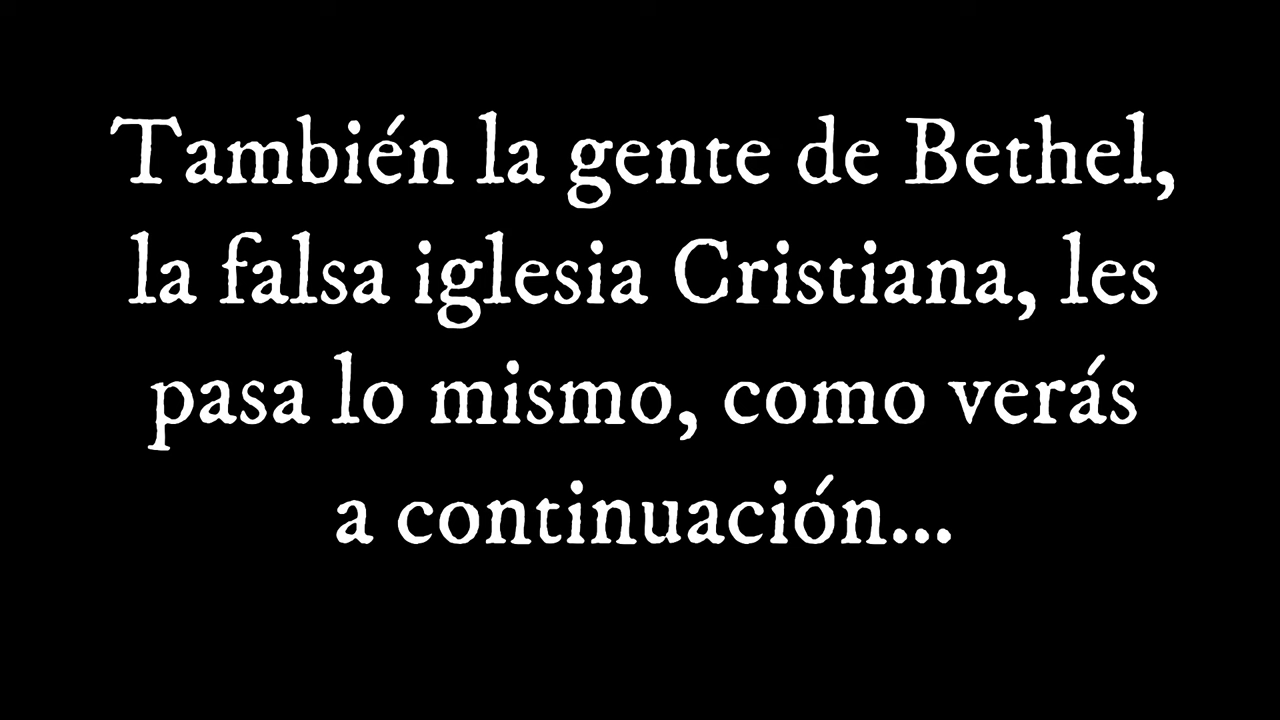 También la gente de Bethel,
la falsa iglesia Cristiana, les
pasa lo mismo, como verás
a continuación...